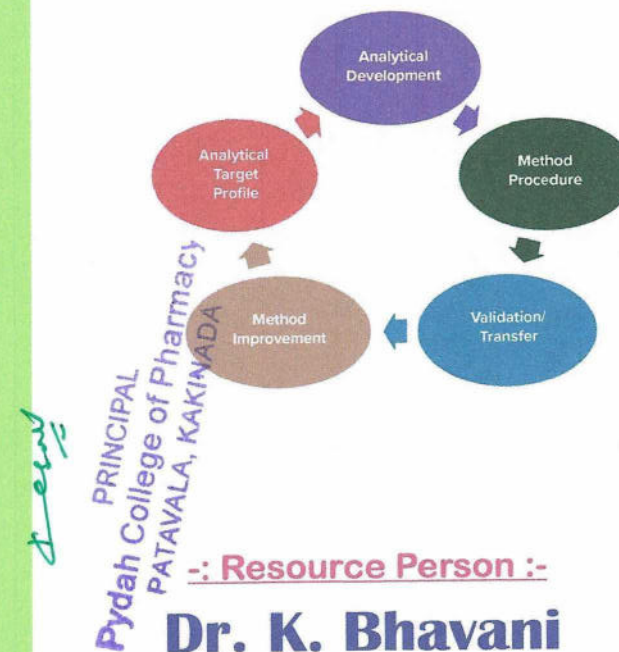 Analytical
Development
Analytical
Target
Profile
Method
Procedure
Method
Improvement
Validation/
Transfer
PRINCIPAL
Pydah College of Pharmacy
PATAVALA, KAKINADA
-: Resource Person :-
Dr. K. Bhavani